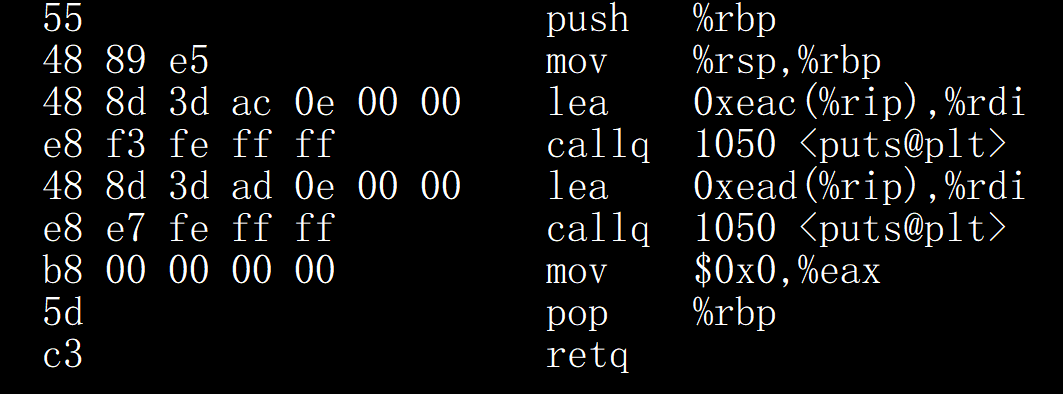 55 push %rbp
48 89 e5 mov %rsp,%rbp
48 8d 3d ac 0e 00 00 lea 0xeac(%rip),%rdi
e8 f3 fe ff ff callq 1050 <puts@plt>
48 8d 3d ad 0e 00 00 lea 0xead(%rip),%rdi
e8 e7 fe ff ff callq 1050 <puts@plt>
b8 00 00 00 00 mov $0x0,%eax
5d pop %rbp
c3 retq